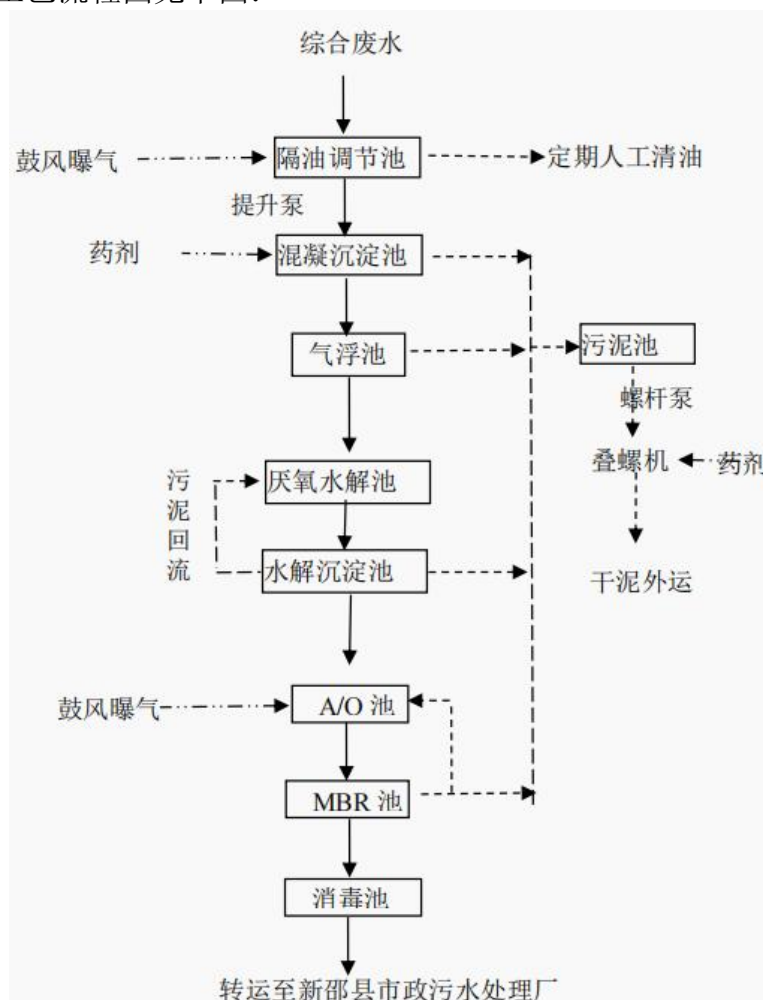 综合废水
鼓风曝气
隔油调节池
定期人工清油
提升泵
药剂
混凝沉淀池
气浮池
污泥池
螺杆泵
叠螺机
药剂
干泥外运
厌氧水解池
污泥回流
水解沉淀池
鼓风曝气
A/O 池
MBR 池
消毒池
转运至新邵县市政污水处理厂